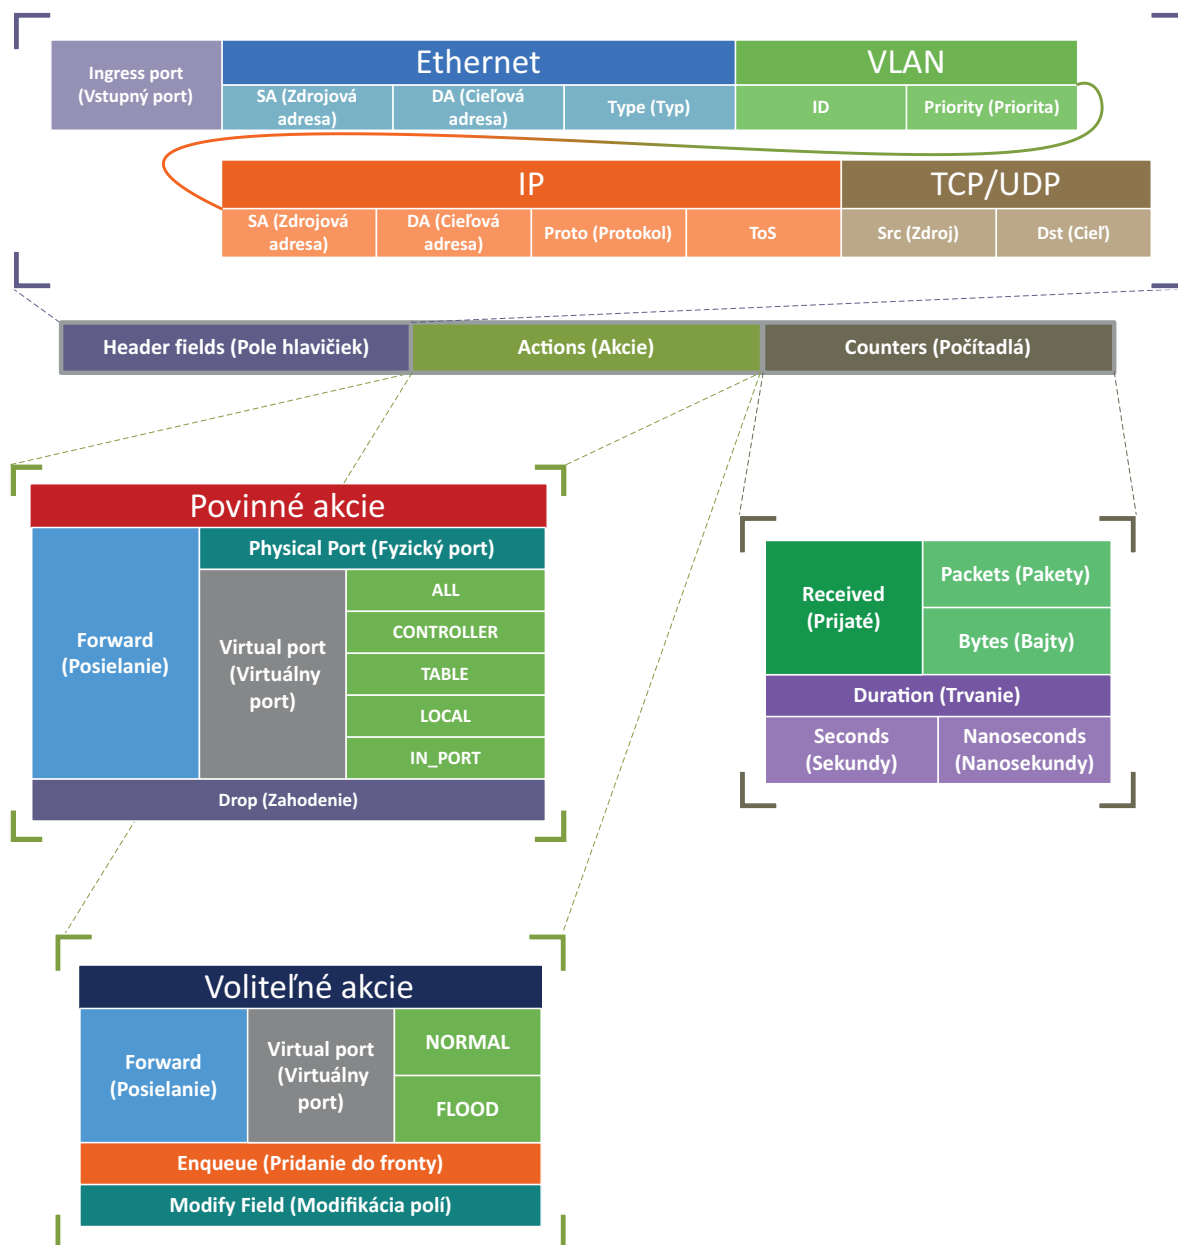 Ingress port
(Vstupný port)
Ethernet
VLAN
SA (Zdrojová
adresa)
DA (Cieľová
adresa)
Type (Typ)
ID
Priority (Priorita)
IP
TCP/UDP
SA (Zdrojová
adresa)
DA (Cieľová
adresa)
Proto (Protokol)
ToS
Src (Zdroj)
Dst (Cieľ)
Header fields (Pole hlavičiek)
Actions (Akcie)
Counters (Počítadlá)
Povinné akcie
Forward
(Posielanie)
Physical Port (Fyzický port)
Virtual port
(Virtuálny
port)
ALL
CONTROLLER
TABLE
LOCAL
IN_PORT
Drop (Zahodenie)
Received
(Prijaté)
Packets (Pakety)
Bytes (Bajty)
Duration (Trvanie)
Seconds
(Sekundy)
Nanoseconds
(Nanosekundy)
Voliteľné akcie
Forward
(Posielanie)
Virtual port
(Virtuálny
port)
NORMAL
FLOOD
Enqueue (Pridanie do fronty)
Modify Field (Modifikácia polí)